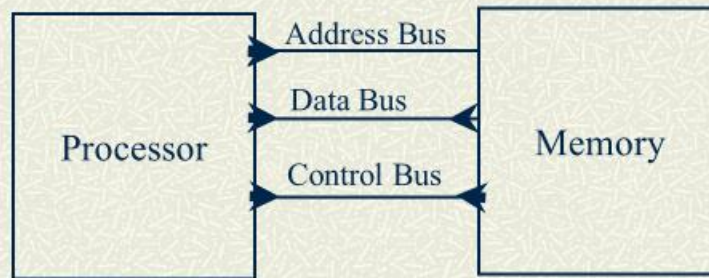 Address Bus
Data Bus
Processor
Memory
Control Bus